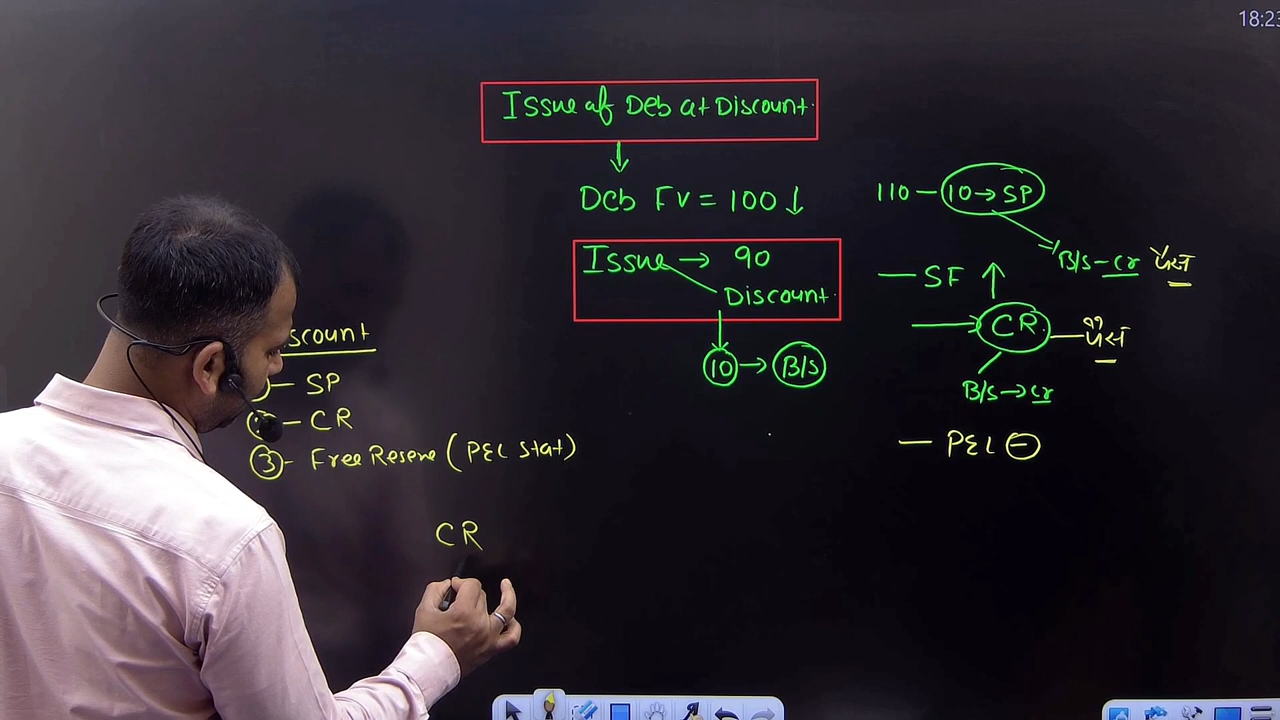 18:23
Issue of Deb at Discount.
↓
Deb FV = 100 ↓
Issue → 90
Discount.
10 → B/S
110 — 10 → SP
B/S - Cr
— SF ↑
CR.
B/S → Cr
— P&L ⊖
scount
- SP
- CR
③ - Free Reserve (P&L Stat)
CR